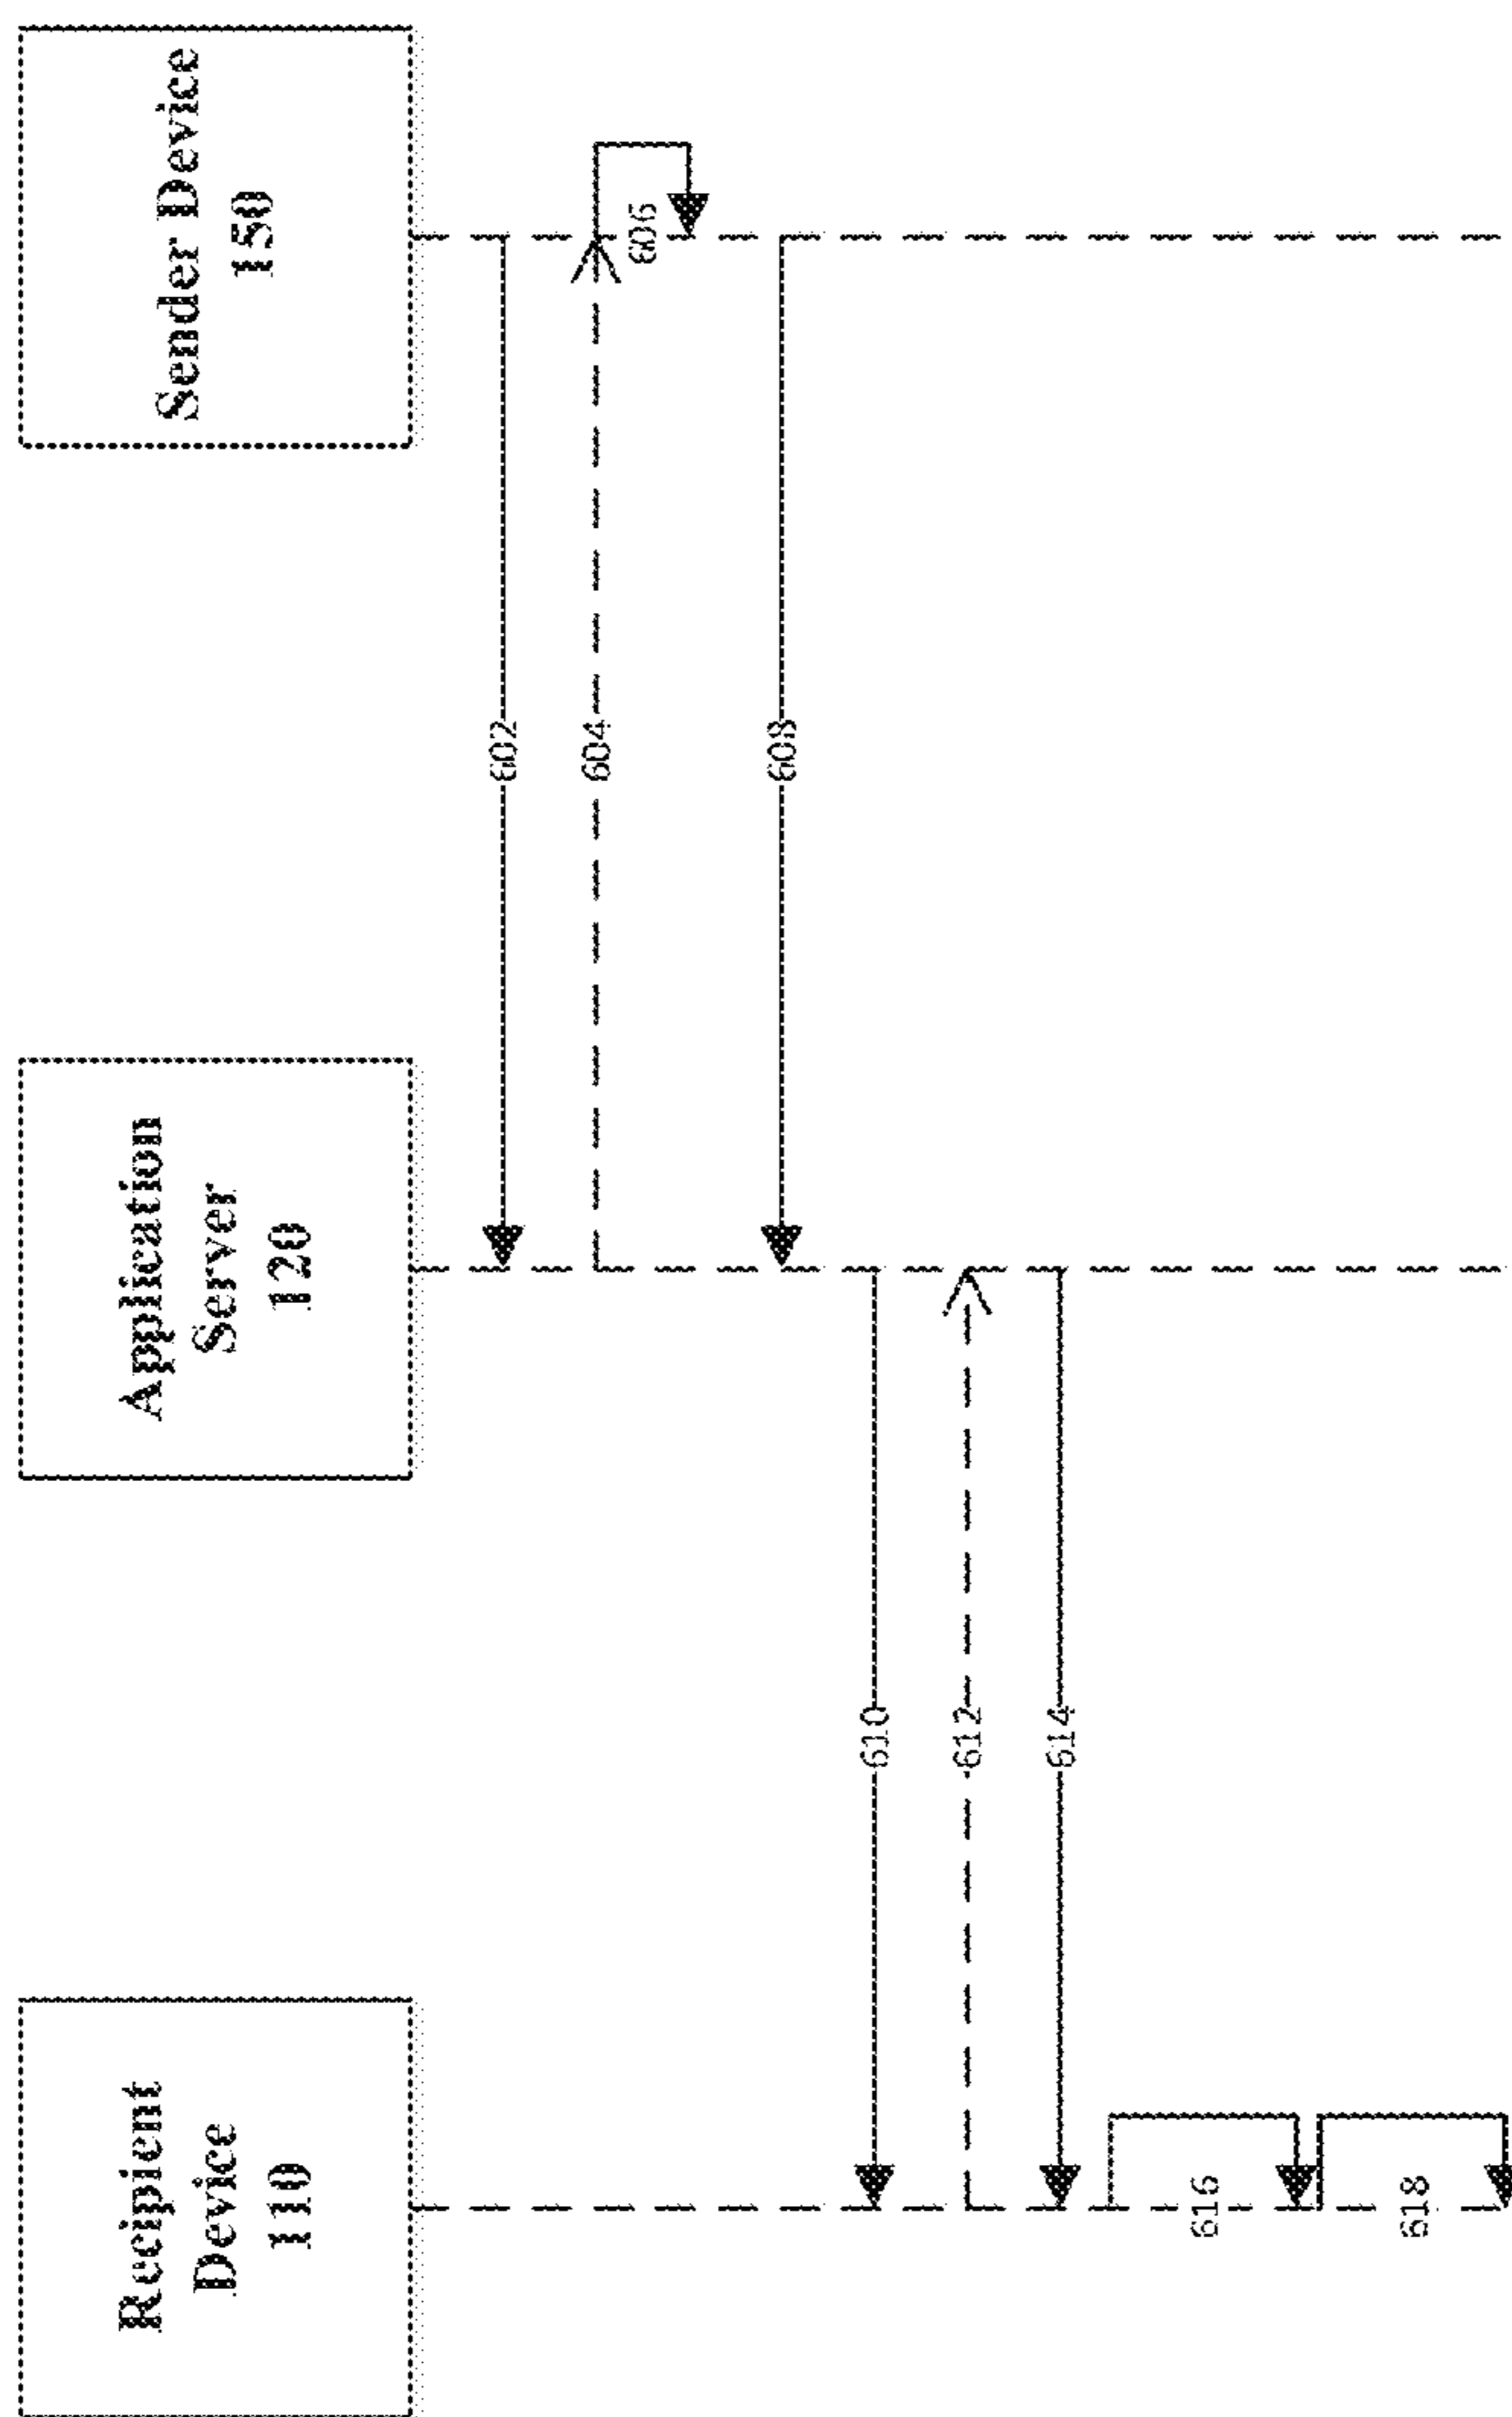 Recipient
Device
110
Application
Server
120
Sender Device
150
602
604
606
608
610
612
614
616
618